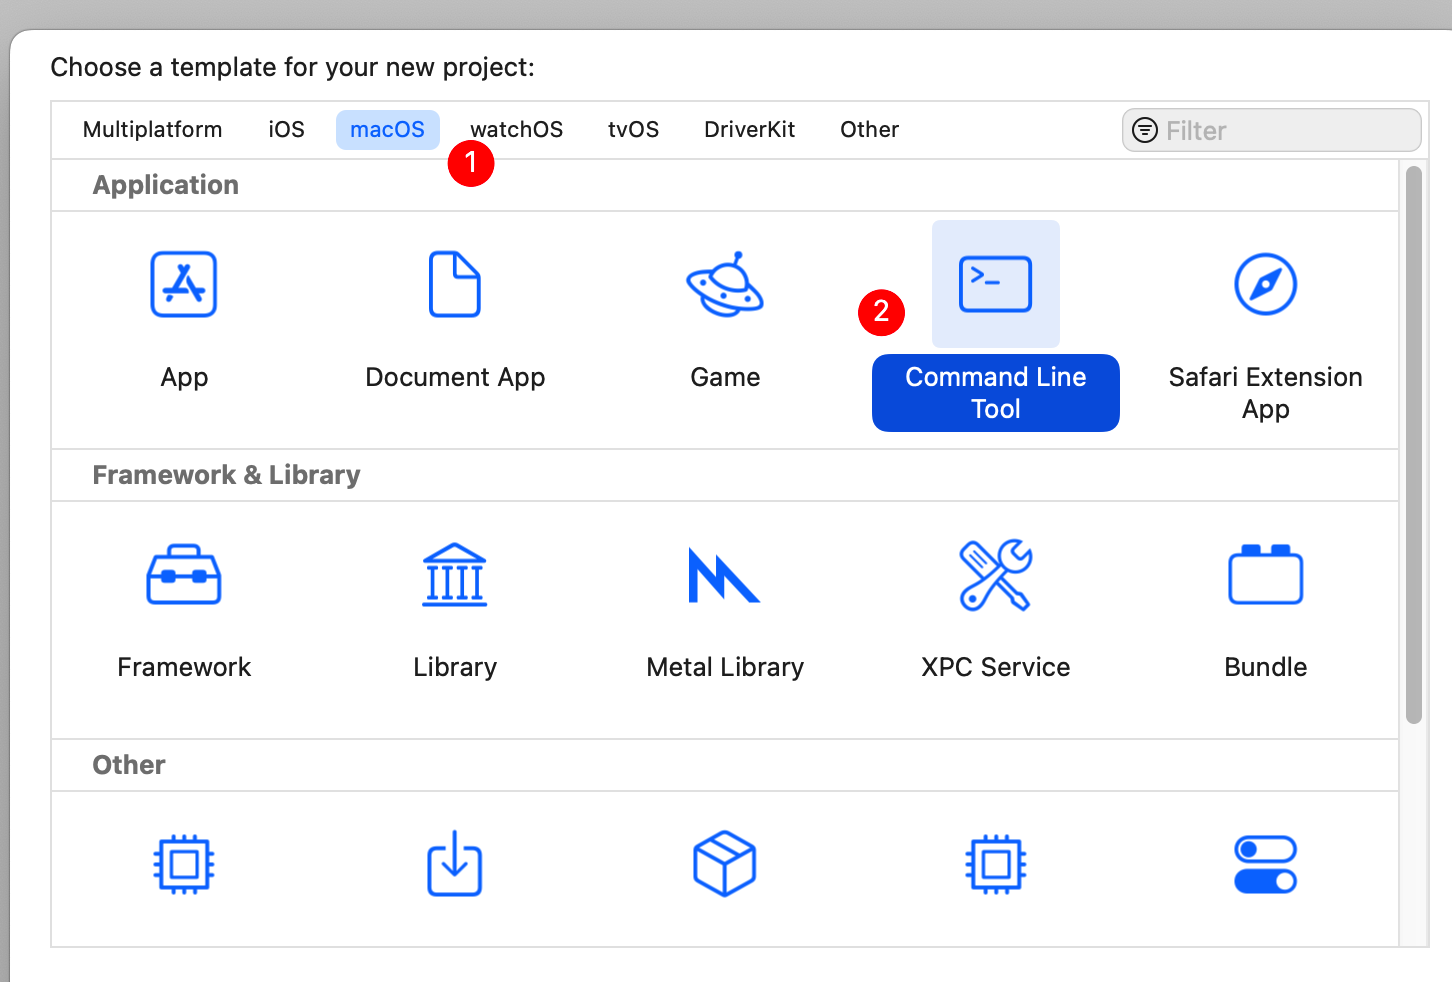 Choose a template for your new project:
Multiplatform iOS macOS watchOS tvOS DriverKit Other Filter
1
Application
>_
2
App Document App Game Command Line Tool Safari Extension App
Framework & Library
Framework Library Metal Library XPC Service Bundle
Other